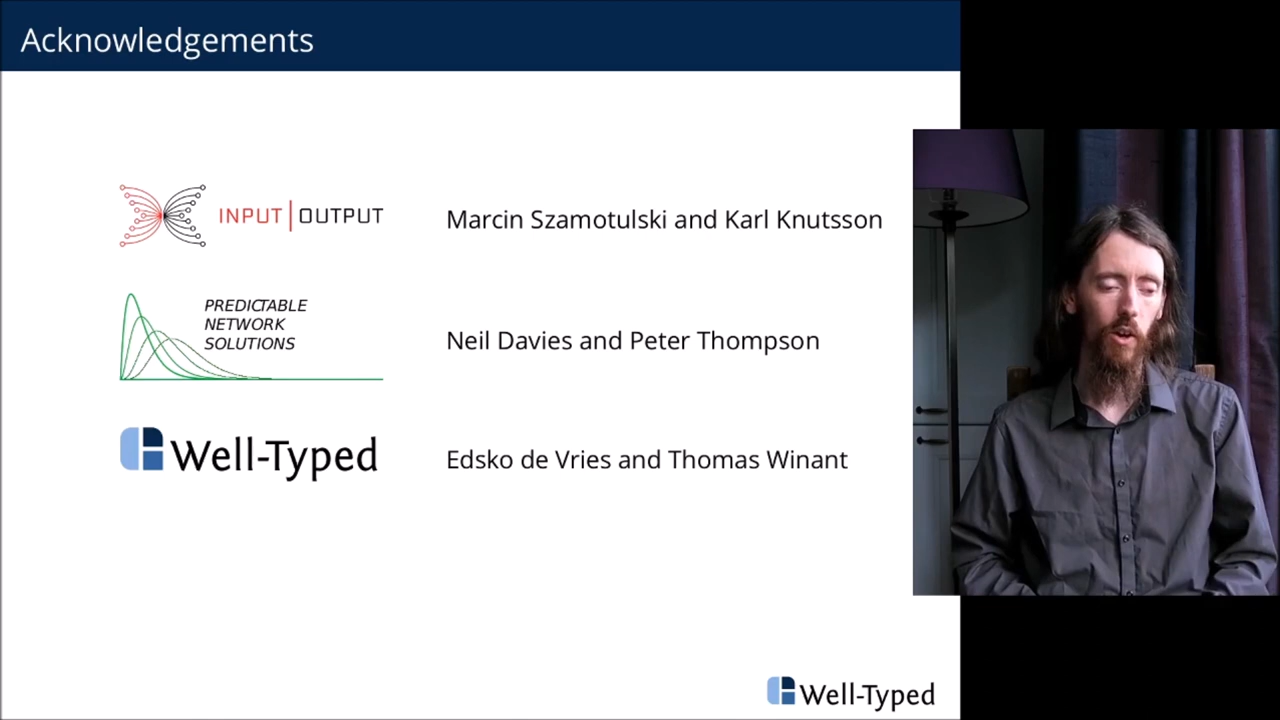 Acknowledgements
INPUT | OUTPUT
Marcin Szamotulski and Karl Knutsson
PREDICTABLE
NETWORK
SOLUTIONS
Neil Davies and Peter Thompson
Well-Typed
Edsko de Vries and Thomas Winant
Well-Typed